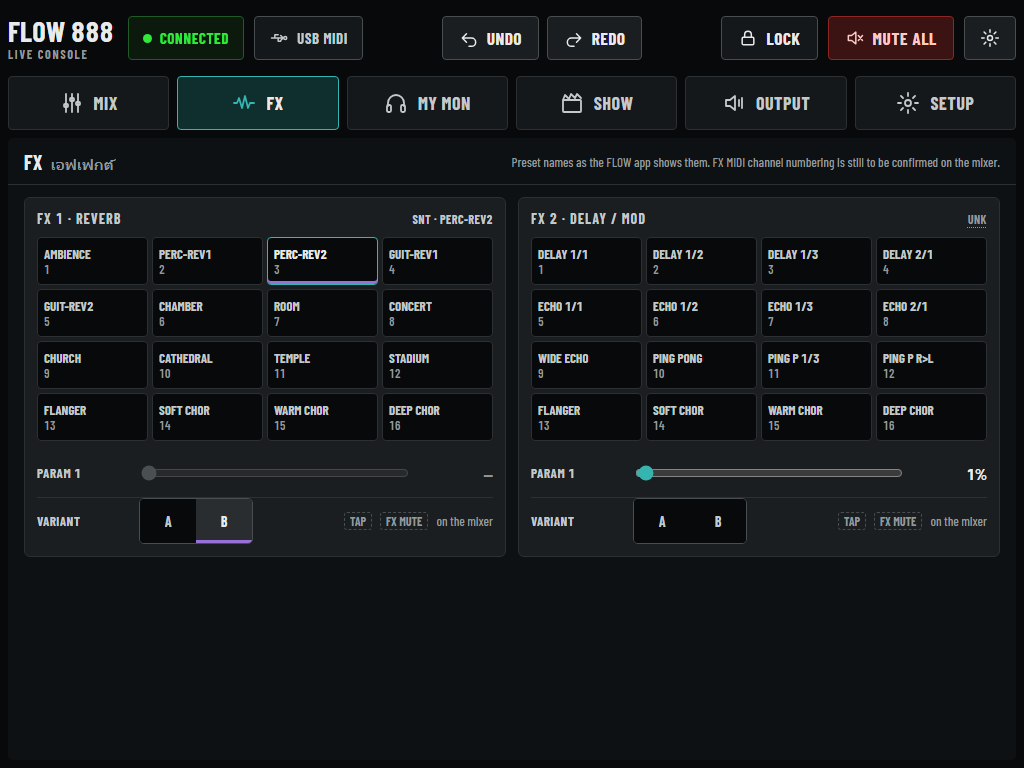 FLOW 888
LIVE CONSOLE
CONNECTED
USB MIDI
UNDO
REDO
LOCK
MUTE ALL
MIX
FX
MY MON
SHOW
OUTPUT
SETUP
FX เอฟเฟกต์
Preset names as the FLOW app shows them. FX MIDI channel numbering is still to be confirmed on the mixer.
FX 1 · REVERB
SNT · PERC-REV2
AMBIENCE
1
PERC-REV1
2
PERC-REV2
3
GUIT-REV1
4
GUIT-REV2
5
CHAMBER
6
ROOM
7
CONCERT
8
CHURCH
9
CATHEDRAL
10
TEMPLE
11
STADIUM
12
FLANGER
13
SOFT CHOR
14
WARM CHOR
15
DEEP CHOR
16
PARAM 1
—
VARIANT
A
B
TAP
FX MUTE
on the mixer
FX 2 · DELAY / MOD
UNK
DELAY 1/1
1
DELAY 1/2
2
DELAY 1/3
3
DELAY 2/1
4
ECHO 1/1
5
ECHO 1/2
6
ECHO 1/3
7
ECHO 2/1
8
WIDE ECHO
9
PING PONG
10
PING P 1/3
11
PING P R>L
12
FLANGER
13
SOFT CHOR
14
WARM CHOR
15
DEEP CHOR
16
PARAM 1
1%
VARIANT
A
B
TAP
FX MUTE
on the mixer